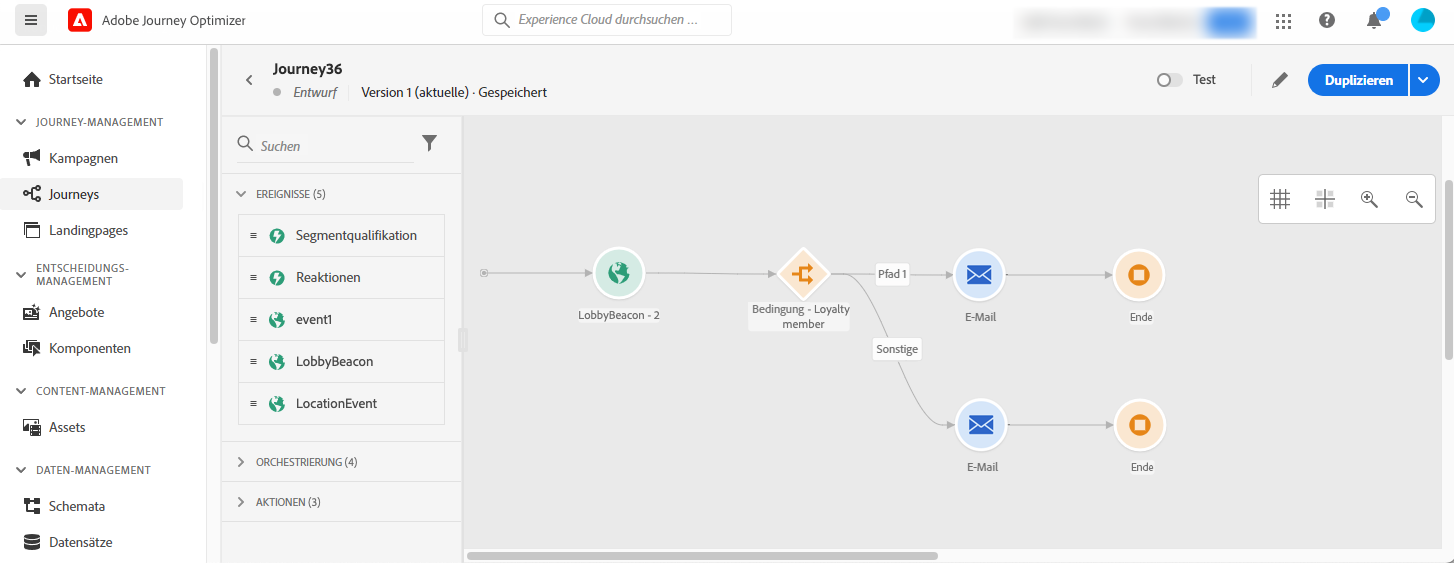 Adobe Journey Optimizer
Experience Cloud durchsuchen ...
Startseite
JOURNEY-MANAGEMENT
Kampagnen
Journeys
Landingpages
ENTSCHEIDUNGS-
MANAGEMENT
Angebote
Komponenten
CONTENT-MANAGEMENT
Assets
DATEN-MANAGEMENT
Schemata
Datensätze
Journey36
Entwurf
Version 1 (aktuelle) · Gespeichert
Test
Duplizieren
Suchen
EREIGNISSE (5)
Segmentqualifikation
Reaktionen
event1
LobbyBeacon
LocationEvent
ORCHESTRIERUNG (4)
AKTIONEN (3)
LobbyBeacon - 2
Bedingung - Loyalty
member
Pfad 1
E-Mail
Ende
Sonstige
E-Mail
Ende